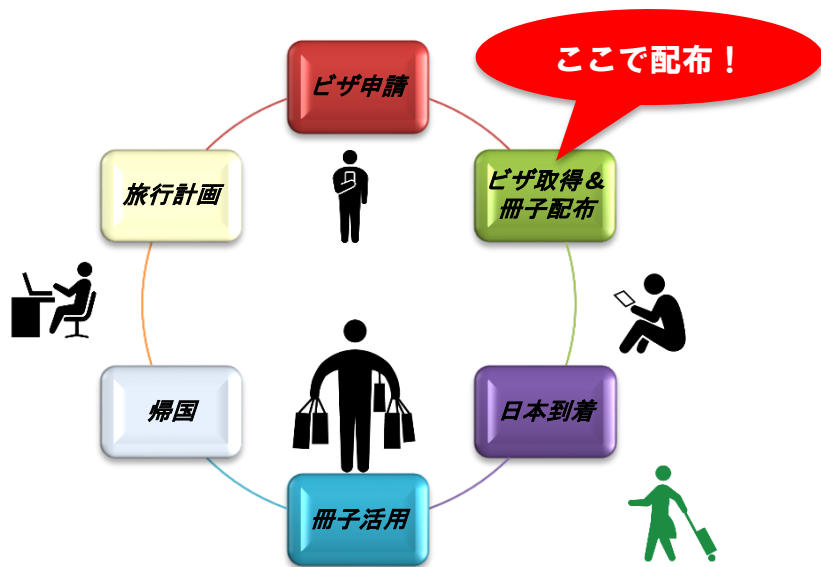 ここで配布！
ビザ申請
ビザ取得＆
冊子配布
旅行計画
日本到着
帰国
冊子活用